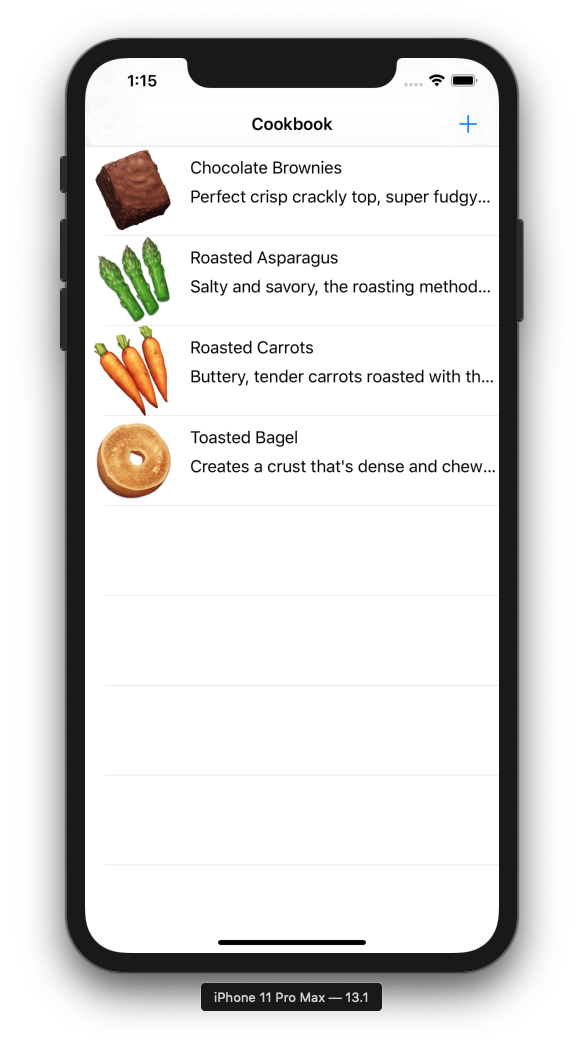 1:15
Cookbook
Chocolate Brownies
Perfect crisp crackly top, super fudgy...
Roasted Asparagus
Salty and savory, the roasting method...
Roasted Carrots
Buttery, tender carrots roasted with th...
Toasted Bagel
Creates a crust that's dense and chew...
iPhone 11 Pro Max — 13.1